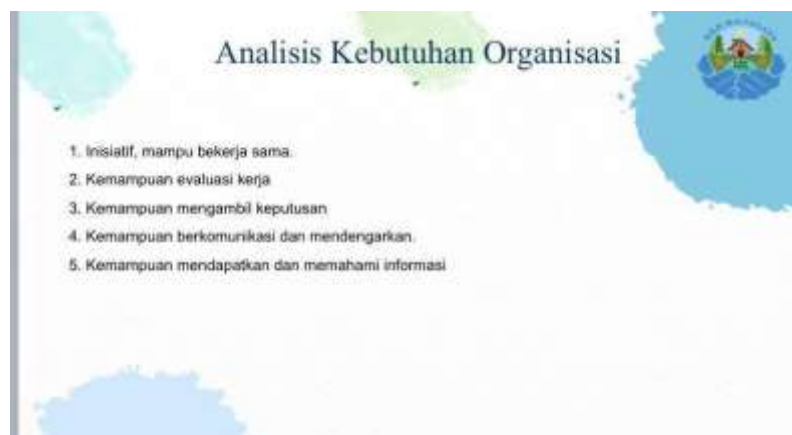 Analisis Kebutuhan Organisasi
1. Inisiatif, mampu bekerja sama.
2. Kemampuan evaluasi kerja
3. Kemampuan mengambil keputusan
4. Kemampuan berkomunikasi dan mendengarkan.
5. Kemampuan mendapatkan dan memahami informasi